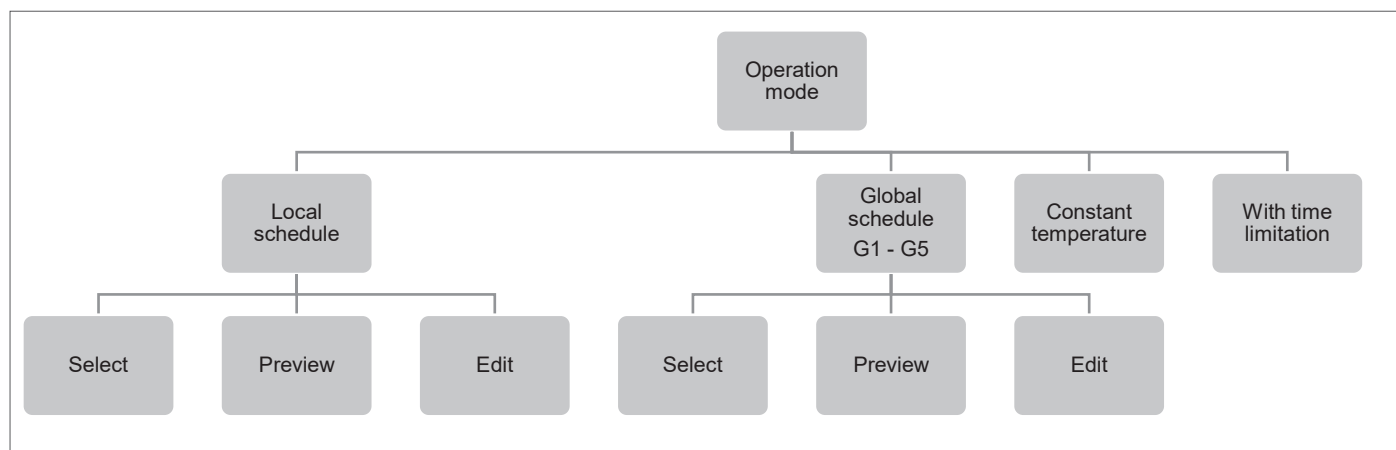 Operation
mode
Local
schedule
Global
schedule
G1 - G5
Constant
temperature
With time
limitation
Select
Preview
Edit
Select
Preview
Edit